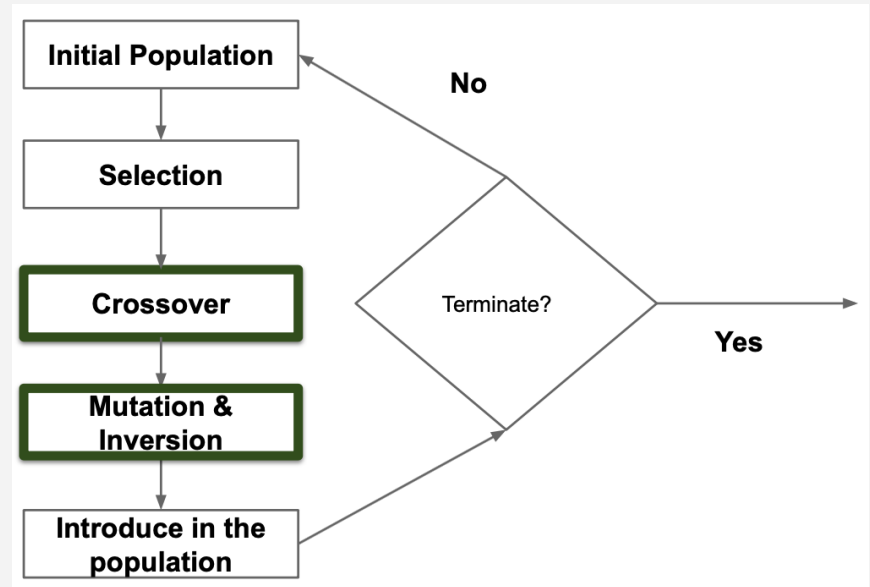 Initial Population
No
Selection
Crossover
Terminate?
Yes
Mutation &
Inversion
Introduce in the
population